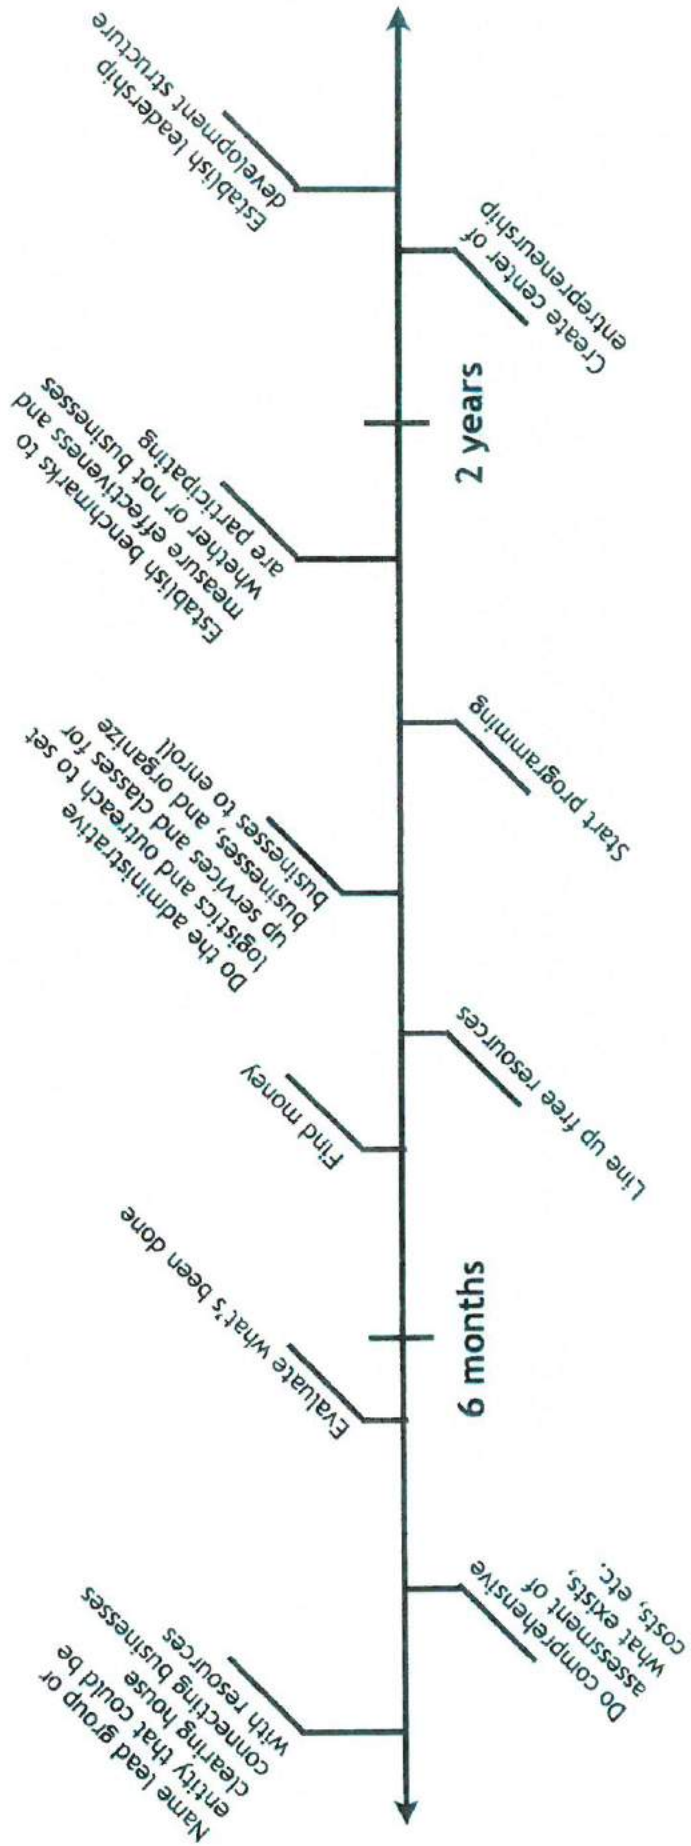 Name lead group or
entity that could be
clearing house
connecting businesses
with resources
Do comprehensive
assessment of
what exists,
costs, etc.
Evaluate what's been done
6 months
Find money
Line up free resources
Do the administrative
logistics and outreach to set
up services and classes for
businesses, and organize
businesses to enroll
Start programming
Establish benchmarks to
measure effectiveness and
whether or not businesses
are participating
2 years
Create center of
entrepreneurship
Establish leadership
development structure